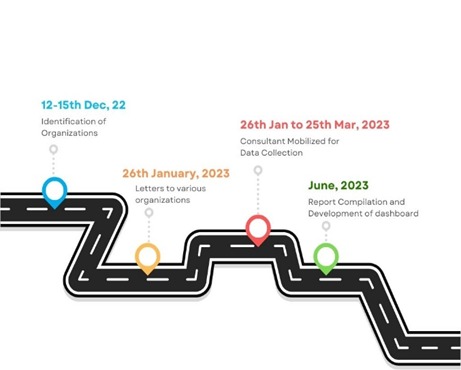 12-15th Dec, 22
Identification of
Organizations
26th January, 2023
Letters to various
organizations
26th Jan to 25th Mar, 2023
Consultant Mobilized for
Data Collection
June, 2023
Report Compilation and
Development of dashboard